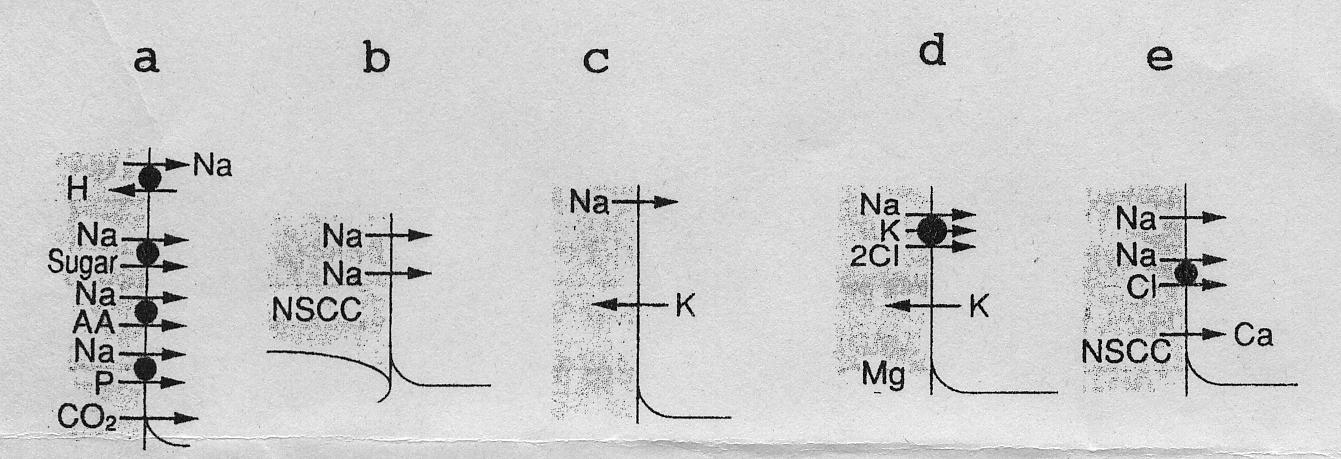 a b c d e
Na
H
Na
Sugar
Na
AA
Na
P
CO₂
Na
Na
NSCC
Na
K
Na
K
2Cl
K
Mg
Na
Na
Cl
NSCC Ca